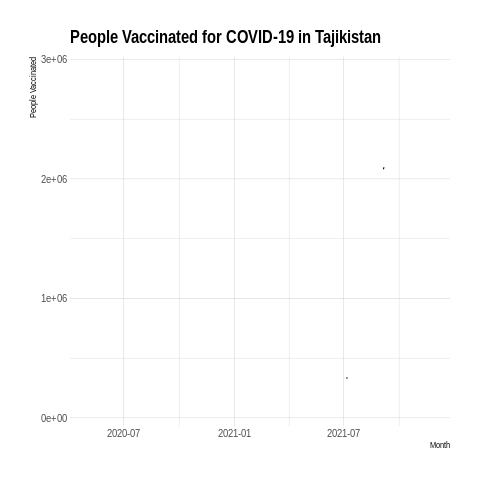 People Vaccinated for COVID-19 in Tajikistan
People Vaccinated
3e+06
2e+06
1e+06
0e+00
2020-07
2021-01
2021-07
Month